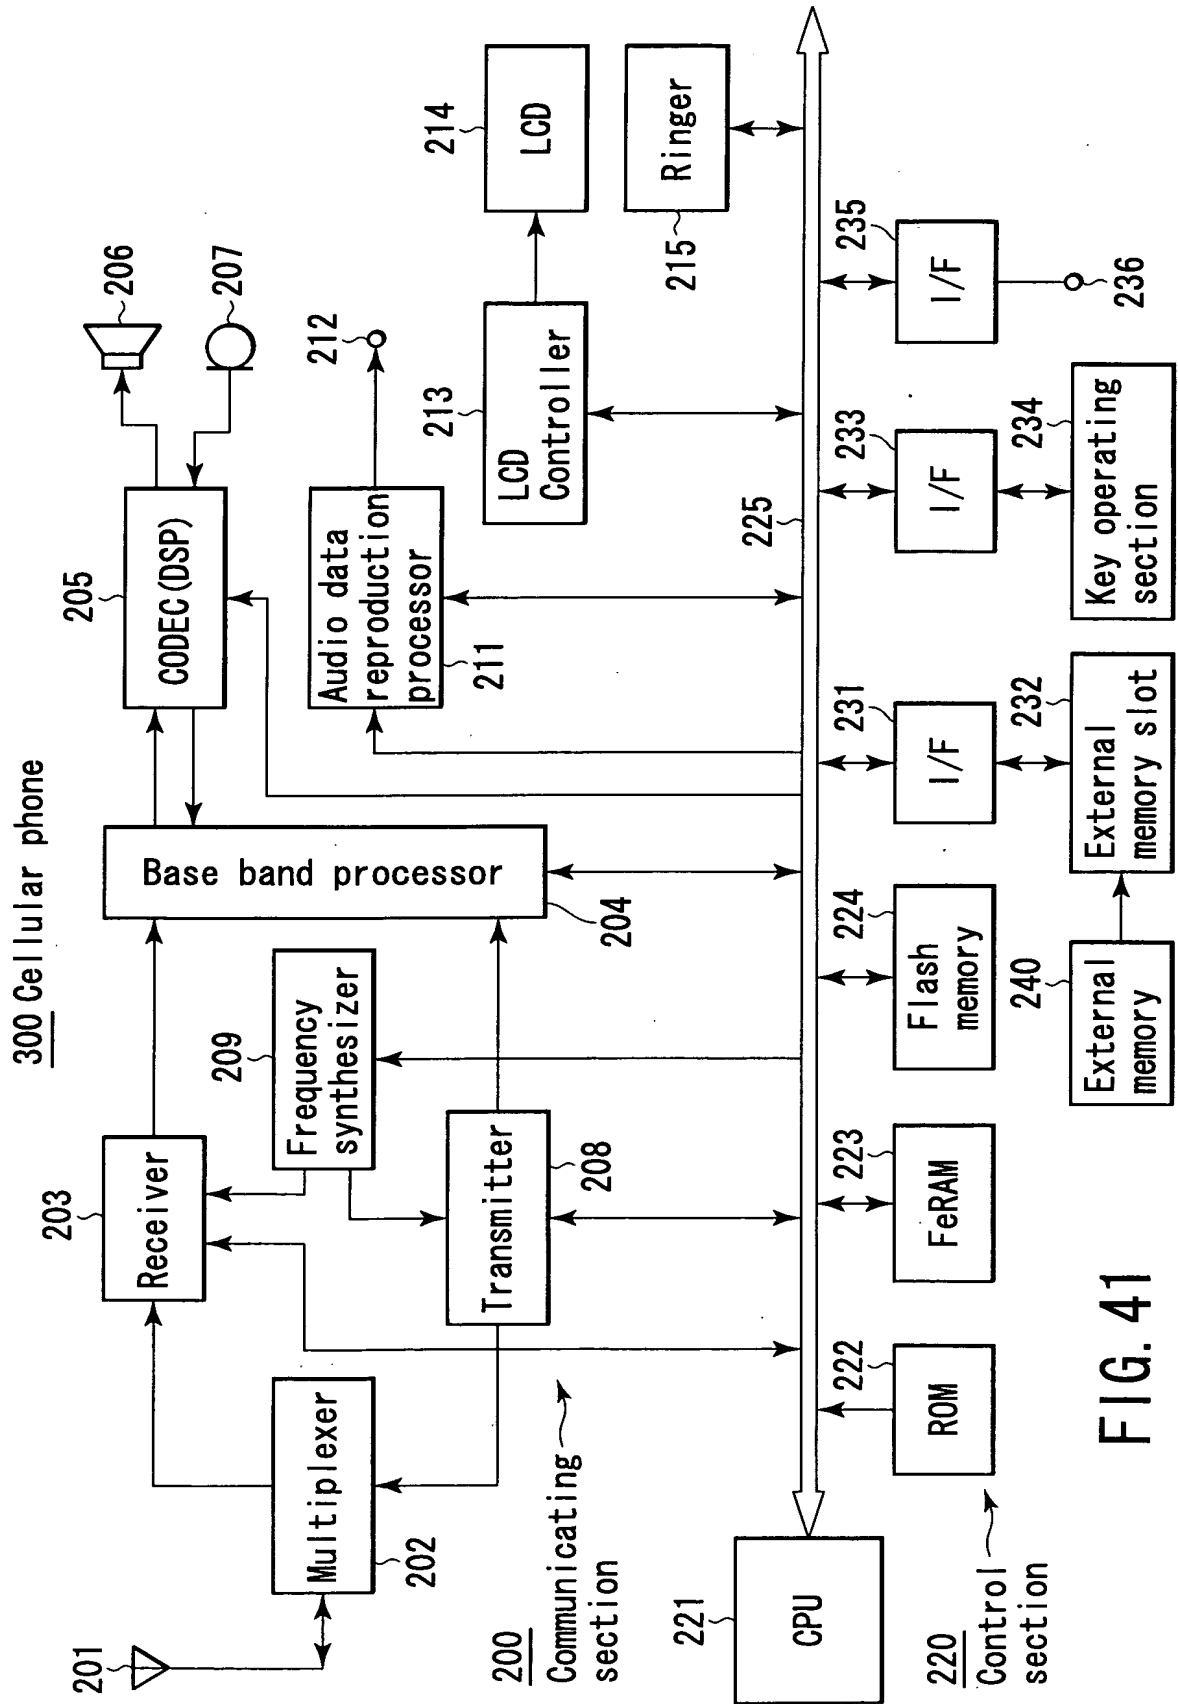 300 Cellular phone
201
202
Multiplexer
203
Receiver
209
Frequency
synthesizer
Transmitter
208
Base band processor
204
205
CODEC(DSP)
206
207
Audio data
reproduction
processor
211
212
213
LCD
Controller
214
LCD
Ringer
215
200
Communicating
section
221
CPU
225
220
Control
section
222
ROM
223
FeRAM
224
Flash
memory
231
I/F
232
External
memory slot
240
External
memory
233
I/F
234
Key operating
section
235
I/F
236
FIG. 41